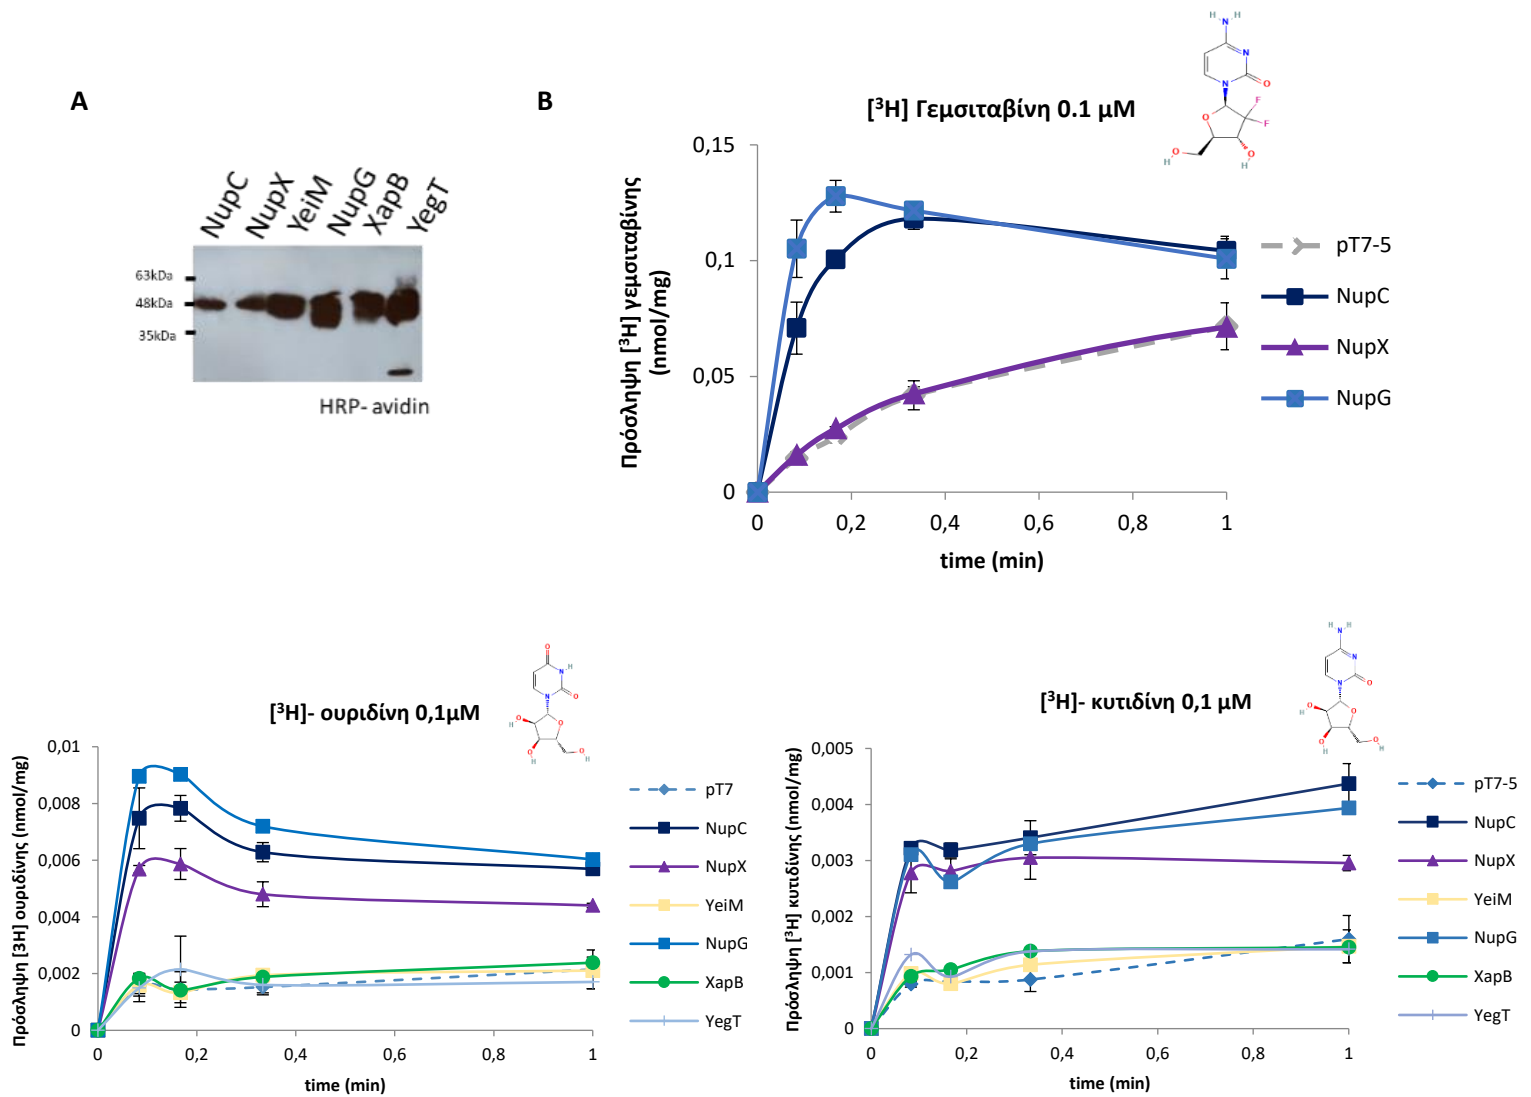 A
B
NupC
NupX
YeiM
NupG
XapB
YegT
63kDa
48kDa
35kDa
HRP- avidin
[³H] Γεμσιταβίνη 0.1 μM
Πρόσληψη [³H] γεμσιταβίνης
(nmol/mg)
0,15
0,1
0,05
0
0
0,2
0,4
0,6
0,8
1
time (min)
pT7-5
NupC
NupX
NupG
H
H
N
N
N
O
F
F
O
O
H
O
H
[³H]- ουριδίνη 0,1μM
Πρόσληψη [3H] ουριδίνης (nmol/mg)
0,01
0,008
0,006
0,004
0,002
0
0
0,2
0,4
0,6
0,8
1
time (min)
pT7
NupC
NupX
YeiM
NupG
XapB
YegT
O
N
H
O
N
H
O
O
O
H
O
H
[³H]- κυτιδίνη 0,1 μM
Πρόσληψη [³H] κυτιδίνης (nmol/mg)
0,005
0,004
0,003
0,002
0,001
0
0
0,2
0,4
0,6
0,8
1
time (min)
pT7-5
NupC
NupX
YeiM
NupG
XapB
YegT
H
H
N
N
O
N
H
O
O
O
H
O
H